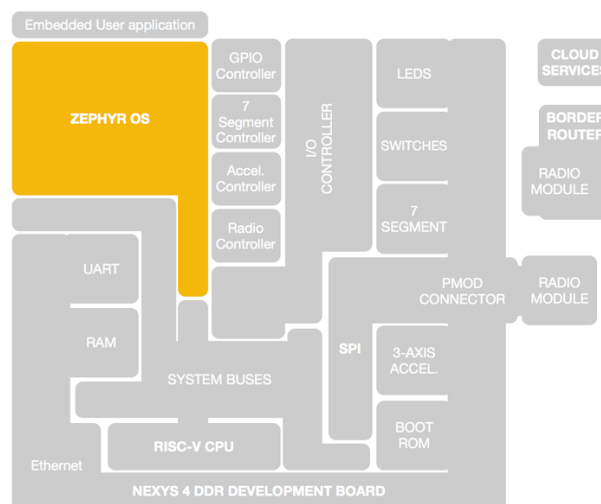 Embedded User application
ZEPHYR OS
GPIO
Controller
7
Segment
Controller
Accel.
Controller
Radio
Controller
I/O
CONTROLLER
LEDS
SWITCHES
7
SEGMENT
PMOD
CONNECTOR
3-AXIS
ACCEL.
BOOT
ROM
CLOUD
SERVICES
BORDER
ROUTER
RADIO
MODULE
RADIO
MODULE
UART
RAM
SYSTEM BUSES
SPI
RISC-V CPU
Ethernet
NEXYS 4 DDR DEVELOPMENT BOARD